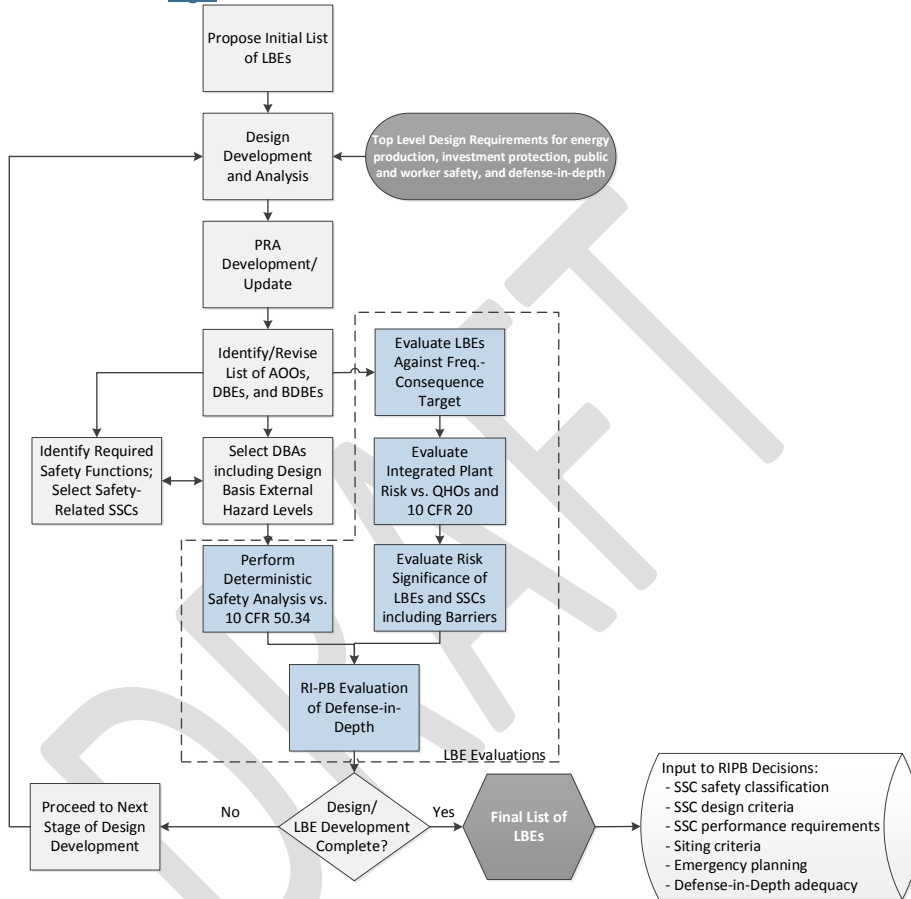 Propose Initial List
of LBEs
Design
Development
and Analysis
Top Level Design Requirements for energy
production, investment protection, public
and worker safety, and defense-in-depth
PRA
Development/
Update
Identify/Revise
List of AOOs,
DBEs, and BDBEs
Evaluate LBEs
Against Freq.-
Consequence
Target
Identify Required
Safety Functions;
Select Safety-
Related SSCs
Select DBAs
including Design
Basis External
Hazard Levels
Evaluate
Integrated Plant
Risk vs. QHOs and
10 CFR 20
Perform
Deterministic
Safety Analysis vs.
10 CFR 50.34
Evaluate Risk
Significance of
LBEs and SSCs
including Barriers
RI-PB Evaluation
of Defense-in-
Depth
LBE Evaluations
Proceed to Next
Stage of Design
Development
No
Design/
LBE Development
Complete?
Yes
Final List of
LBEs
Input to RIPB Decisions:
- SSC safety classification
- SSC design criteria
- SSC performance requirements
- Siting criteria
- Emergency planning
- Defense-in-Depth adequacy
DRAFT